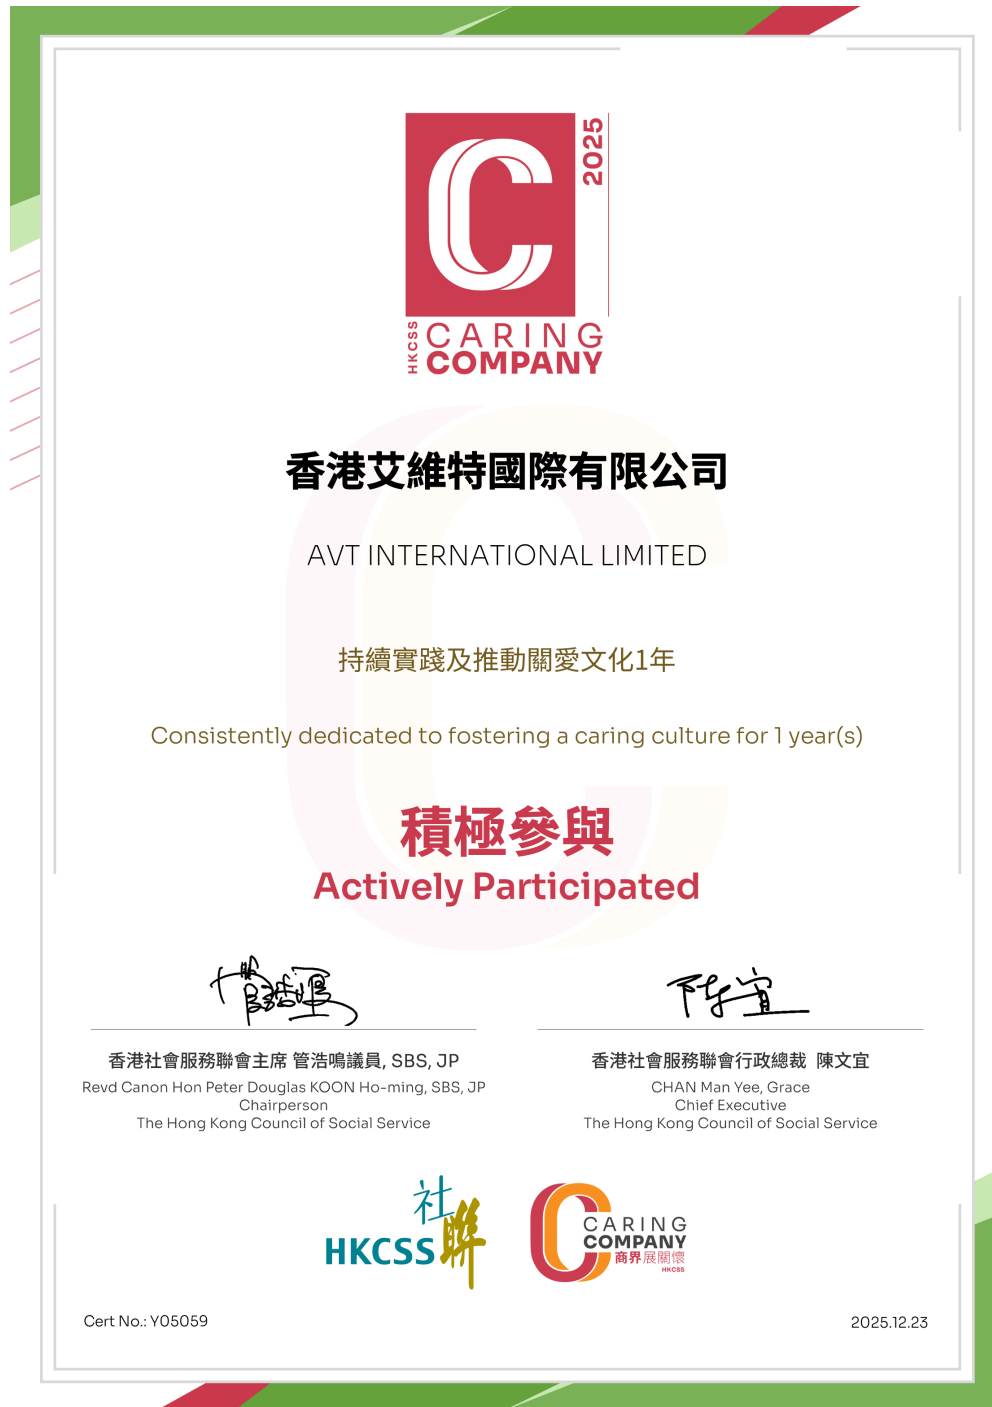 2025
HKCSS
CARING
COMPANY
香港艾維特國際有限公司
AVT INTERNATIONAL LIMITED
持續實踐及推動關愛文化1年
Consistently dedicated to fostering a caring culture for 1 year(s)
積極參與
Actively Participated
香港社會服務聯會主席 管浩鳴議員, SBS, JP
Revd Canon Hon Peter Douglas KOON Ho-ming, SBS, JP
Chairperson
The Hong Kong Council of Social Service
香港社會服務聯會行政總裁 陳文宜
CHAN Man Yee, Grace
Chief Executive
The Hong Kong Council of Social Service
社聯
HKCSS
CARING
COMPANY
商界展關懷
HKCSS
Cert No.: Y05059
2025.12.23